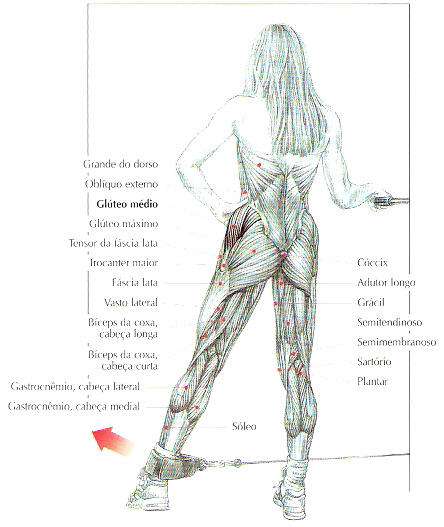 Grande do dorso
Oblíquo externo
Glúteo médio
Glúteo máximo
Tensor da fáscia lata
Trocanter maior
Fáscia lata
Vasto lateral
Bíceps da coxa,
cabeça longa
Bíceps da coxa,
cabeça curta
Gastrocnêmio, cabeça lateral
Gastrocnêmio, cabeça medial
Sóleo
Cóccix
Adutor longo
Grácil
Semitendinoso
Semimembranoso
Sartório
Plantar